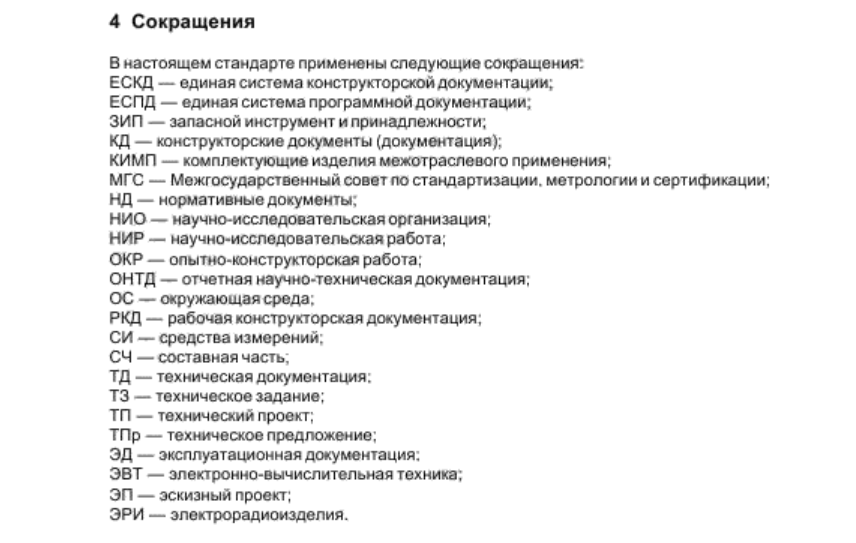 4 Сокращения
В настоящем стандарте применены следующие сокращения:
ЕСКД — единая система конструкторской документации;
ЕСПД — единая система программной документации;
ЗИП — запасной инструмент и принадлежности;
КД — конструкторские документы (документация);
КИМП — комплектующие изделия межотраслевого применения;
МГС — Межгосударственный совет по стандартизации, метрологии и сертификации;
НД — нормативные документы;
НИО — научно-исследовательская организация;
НИР — научно-исследовательская работа;
ОКР — опытно-конструкторская работа;
ОНТД — отчетная научно-техническая документация;
ОС — окружающая среда;
РКД — рабочая конструкторская документация;
СИ — средства измерений;
СЧ — составная часть;
ТД — техническая документация;
ТЗ — техническое задание;
ТП — технический проект;
ТПр — техническое предложение;
ЭД — эксплуатационная документация;
ЭВТ — электронно-вычислительная техника;
ЭП — эскизный проект;
ЭРИ — электрорадиоизделия.